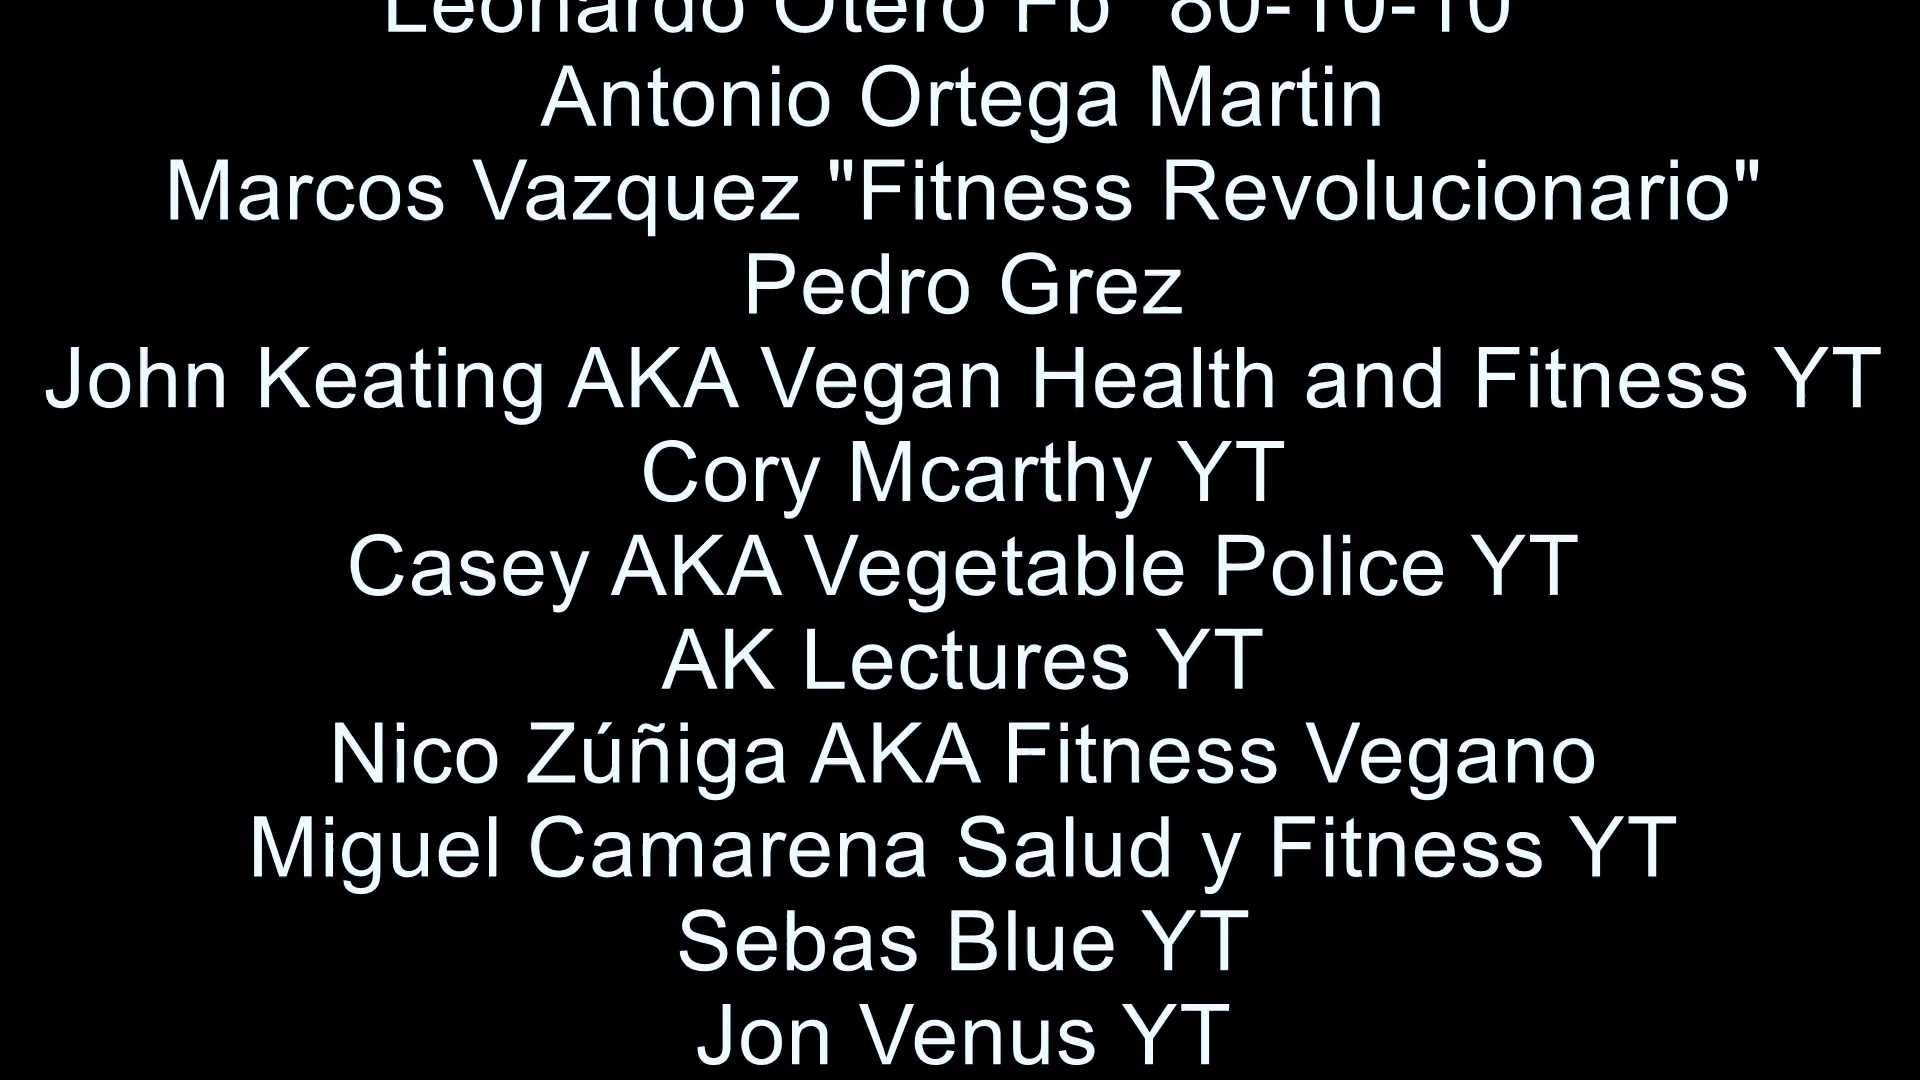 Leonardo Otero Fb "80-10-10
Antonio Ortega Martin
Marcos Vazquez "Fitness Revolucionario"
Pedro Grez
John Keating AKA Vegan Health and Fitness YT
Cory Mcarthy YT
Casey AKA Vegetable Police YT
AK Lectures YT
Nico Zúñiga AKA Fitness Vegano
Miguel Camarena Salud y Fitness YT
Sebas Blue YT
Jon Venus YT